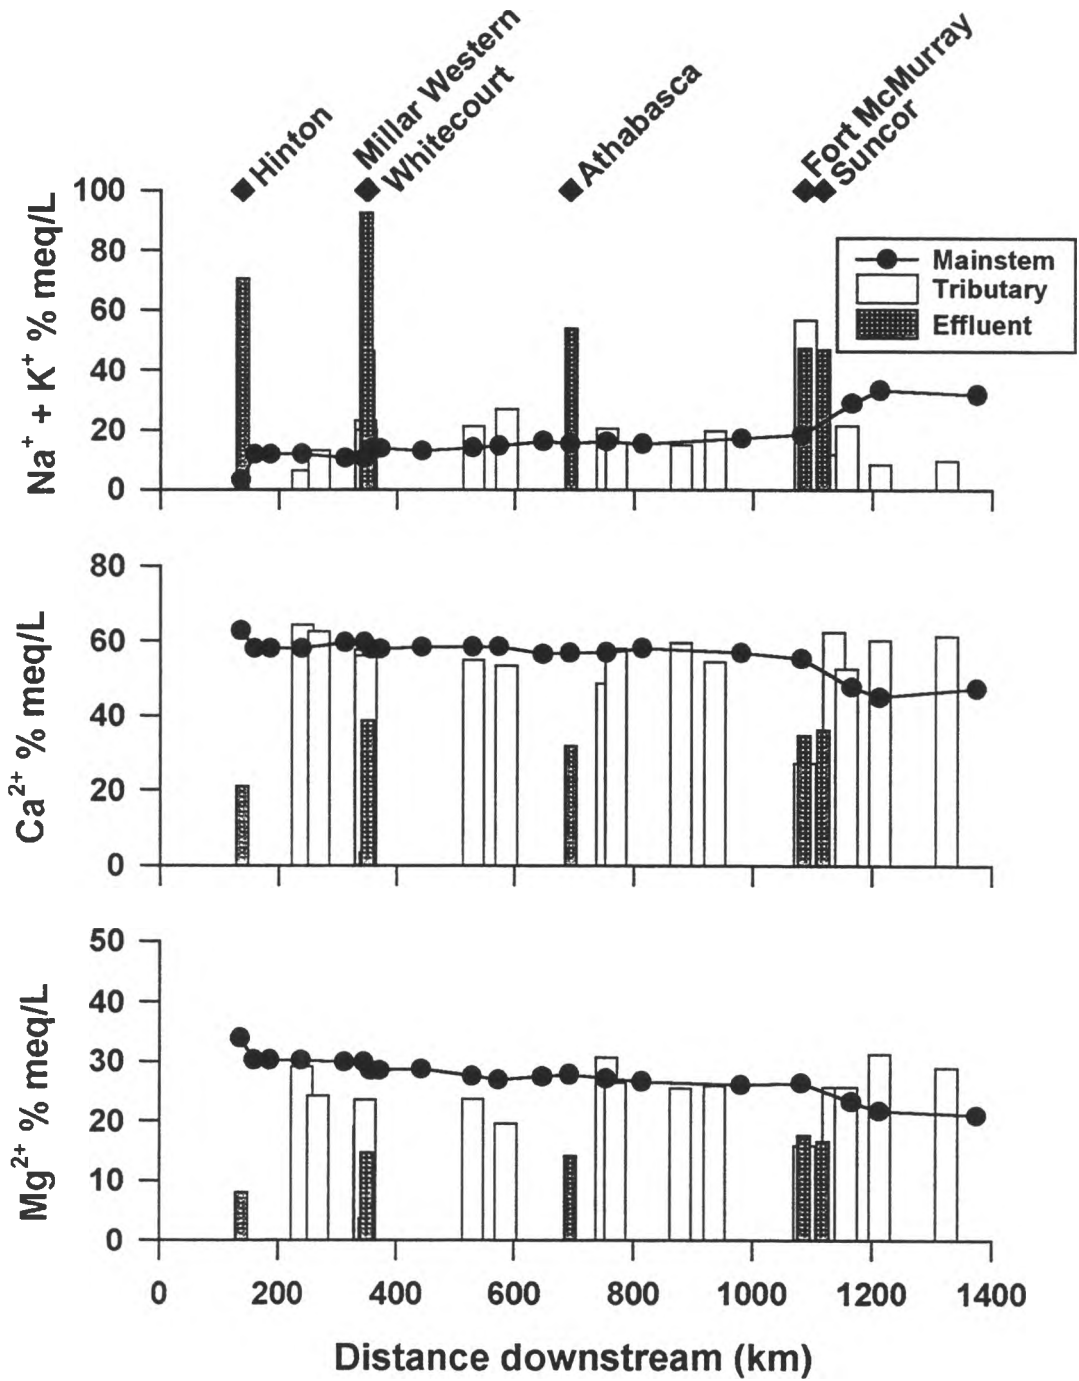 Hinton
Millar Western
Whitecourt
Athabasca
Fort McMurray
Suncor
Na⁺ + K⁺ % meq/L
100
80
60
40
20
0
Mainstem
Tributary
Effluent
Ca²⁺ % meq/L
80
60
40
20
0
Mg²⁺ % meq/L
50
40
30
20
10
0
0 200 400 600 800 1000 1200 1400
Distance downstream (km)